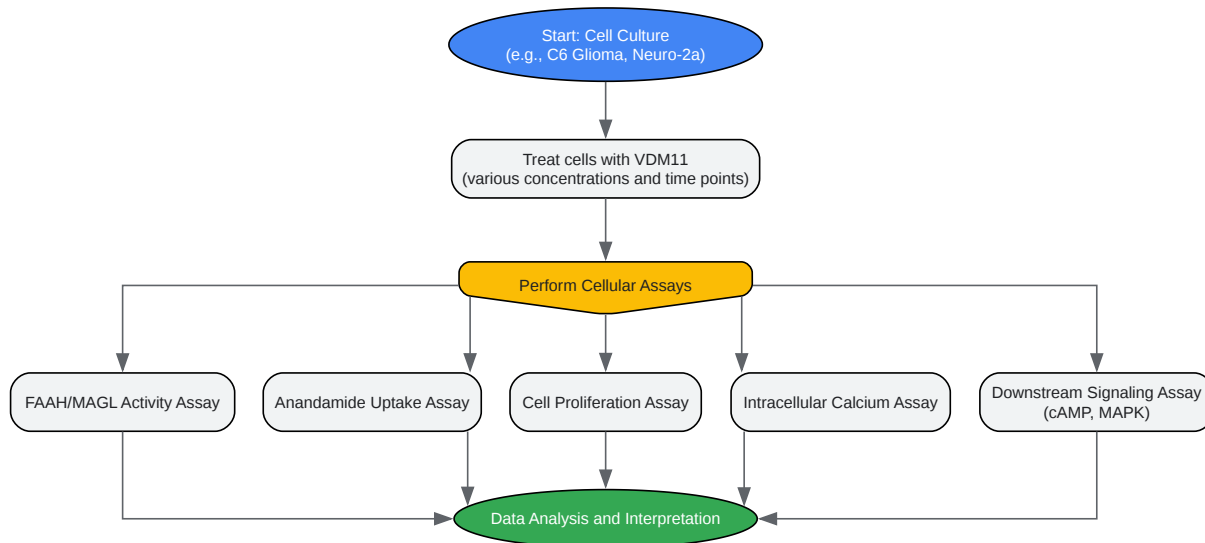 Start: Cell Culture
(e.g., C6 Glioma, Neuro-2a)
Treat cells with VDM11
(various concentrations and time points)
Perform Cellular Assays
FAAH/MAGL Activity Assay
Anandamide Uptake Assay
Cell Proliferation Assay
Intracellular Calcium Assay
Downstream Signaling Assay
(cAMP, MAPK)
Data Analysis and Interpretation